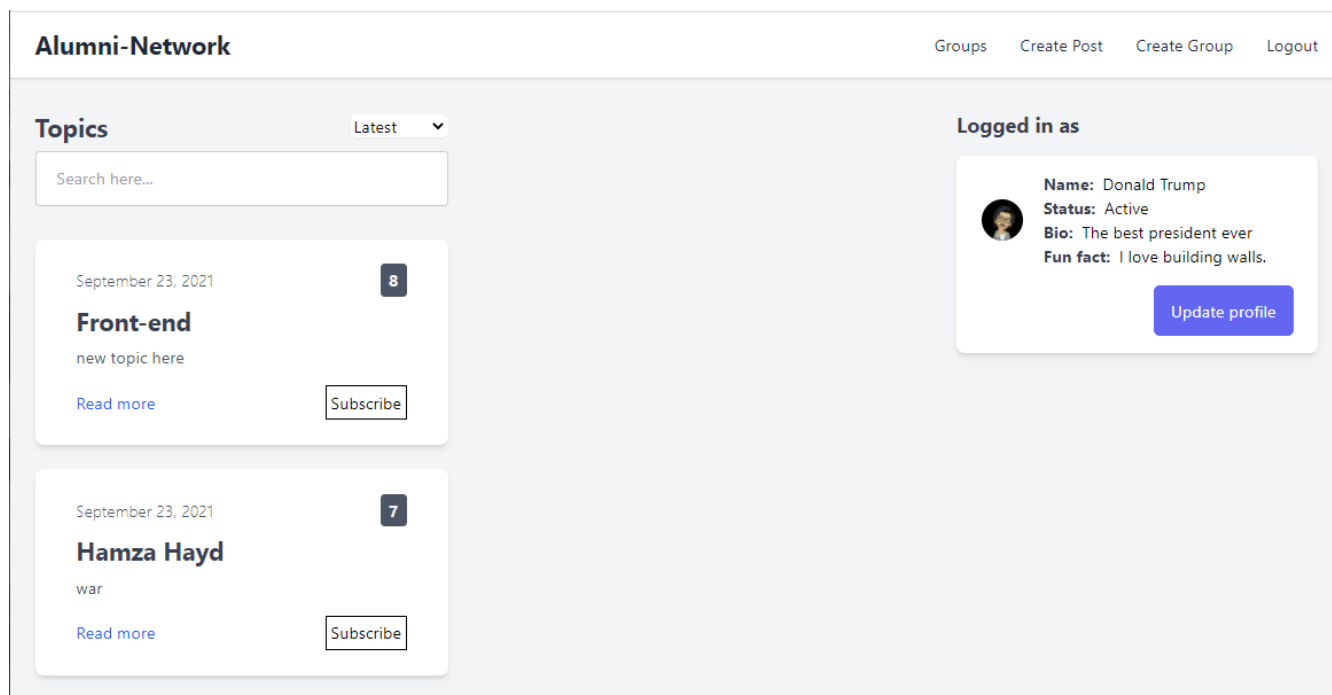 Alumni-Network
Groups Create Post Create Group Logout
Topics
Latest
Search here...
September 23, 2021
8
Front-end
new topic here
Read more
Subscribe
September 23, 2021
7
Hamza Hayd
war
Read more
Subscribe
Logged in as
Name: Donald Trump
Status: Active
Bio: The best president ever
Fun fact: I love building walls.
Update profile